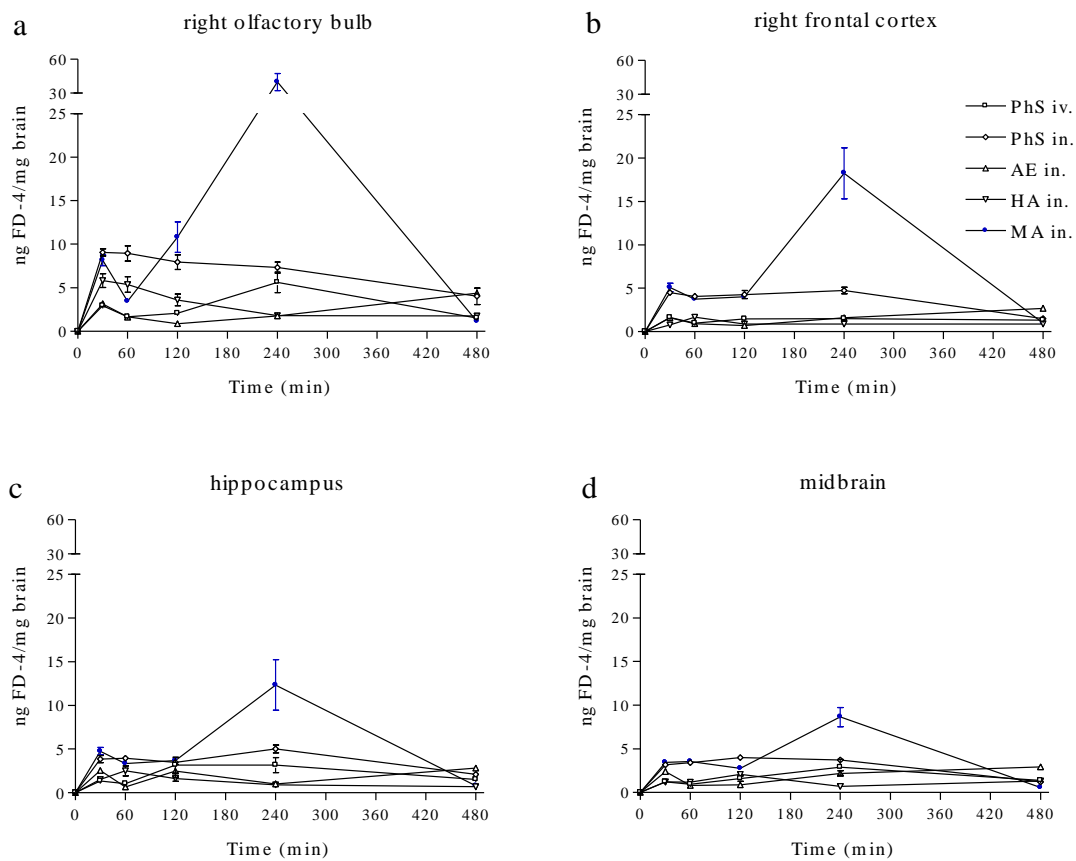 a
right olfactory bulb
ng FD-4/mg brain
60
30
25
20
15
10
5
0
0 60 120 180 240 300 360 420 480
Time (min)
b
right frontal cortex
ng FD-4/mg brain
60
30
25
20
15
10
5
0
0 60 120 180 240 300 360 420 480
Time (min)
PhS iv.
PhS in.
AE in.
HA in.
MA in.
c
hippocampus
ng FD-4/mg brain
60
30
25
20
15
10
5
0
0 60 120 180 240 300 360 420 480
Time (min)
d
midbrain
ng FD-4/mg brain
60
30
25
20
15
10
5
0
0 60 120 180 240 300 360 420 480
Time (min)